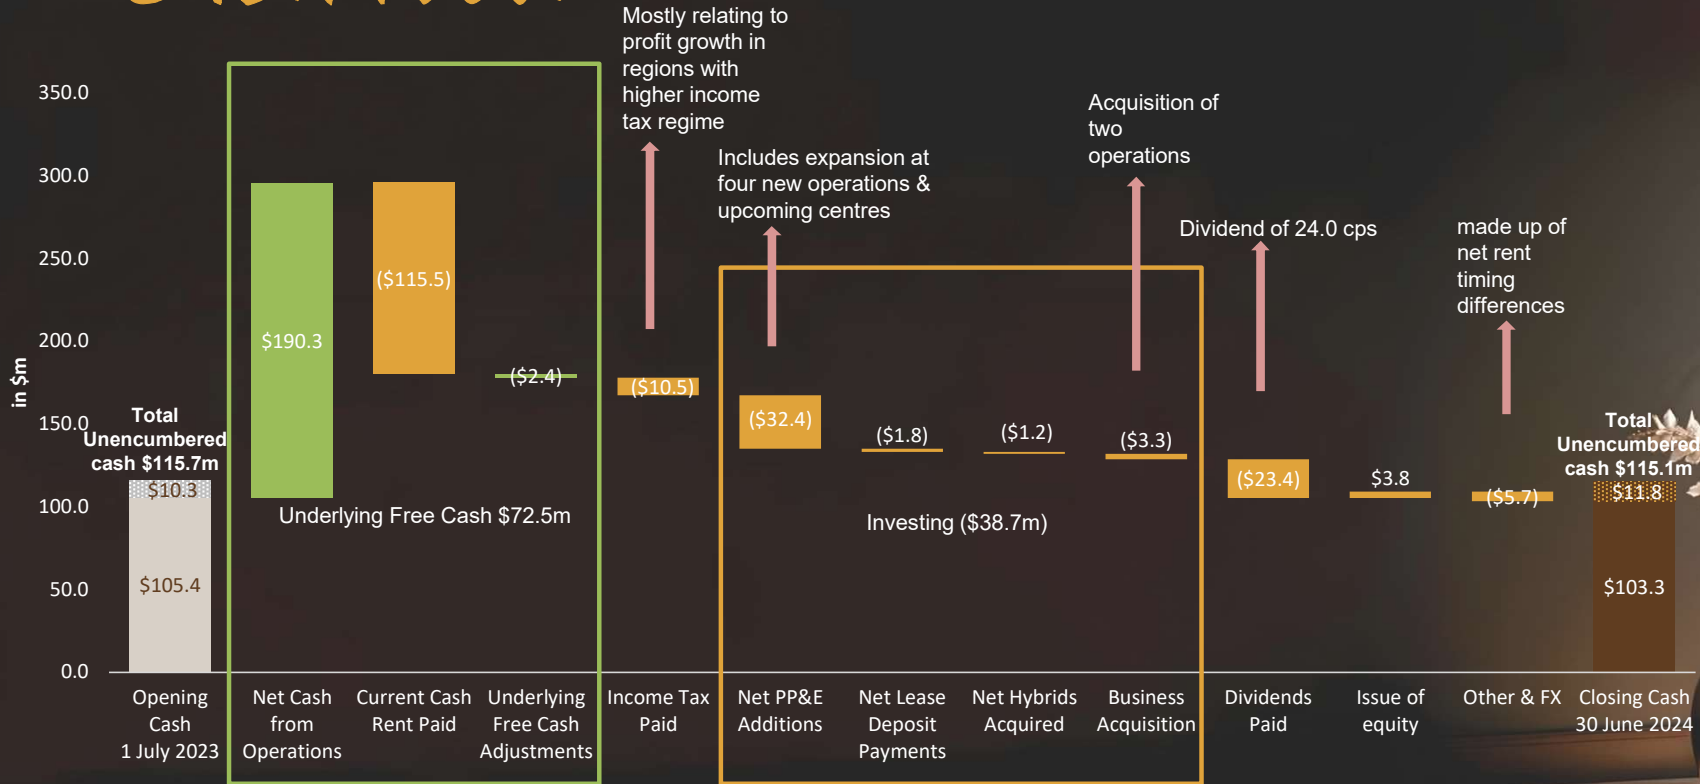 Mostly relating to
profit growth in
regions with
higher income
tax regime
Includes expansion at
four new operations &
upcoming centres
Acquisition of
two
operations
Dividend of 24.0 cps
made up of
net rent
timing
differences
in $m
350.0
300.0
250.0
200.0
150.0
100.0
50.0
0.0
Total
Unencumbered
cash $115.7m
$10.3
$105.4
$190.3
($115.5)
($2.4)
Underlying Free Cash $72.5m
($10.5)
($32.4)
($1.8)
($1.2)
($3.3)
Investing ($38.7m)
($23.4)
$3.8
($5.7)
Total
Unencumbered
cash $115.1m
$11.8
$103.3
Opening
Cash
1 July 2023
Net Cash
from
Operations
Current Cash
Rent Paid
Underlying
Free Cash
Adjustments
Income Tax
Paid
Net PP&E
Additions
Net Lease
Deposit
Payments
Net Hybrids
Acquired
Business
Acquisition
Dividends
Paid
Issue of
equity
Other & FX
Closing Cash
30 June 2024